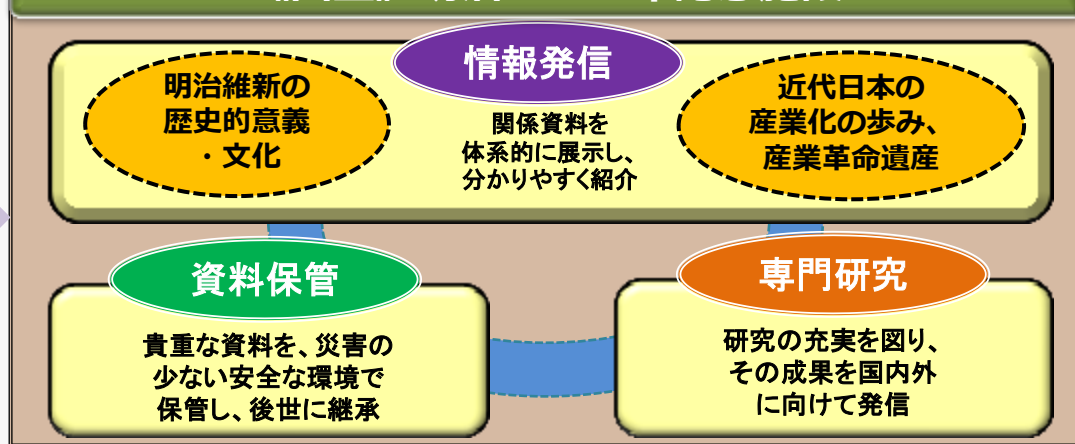 情報発信
明治維新の
歴史的意義
・文化
関係資料を
体系的に展示し、
分かりやすく紹介
近代日本の
産業化の歩み、
産業革命遺産
資料保管
貴重な資料を、災害の
少ない安全な環境で
保管し、後世に継承
専門研究
研究の充実を図り、
その成果を国内外
に向けて発信